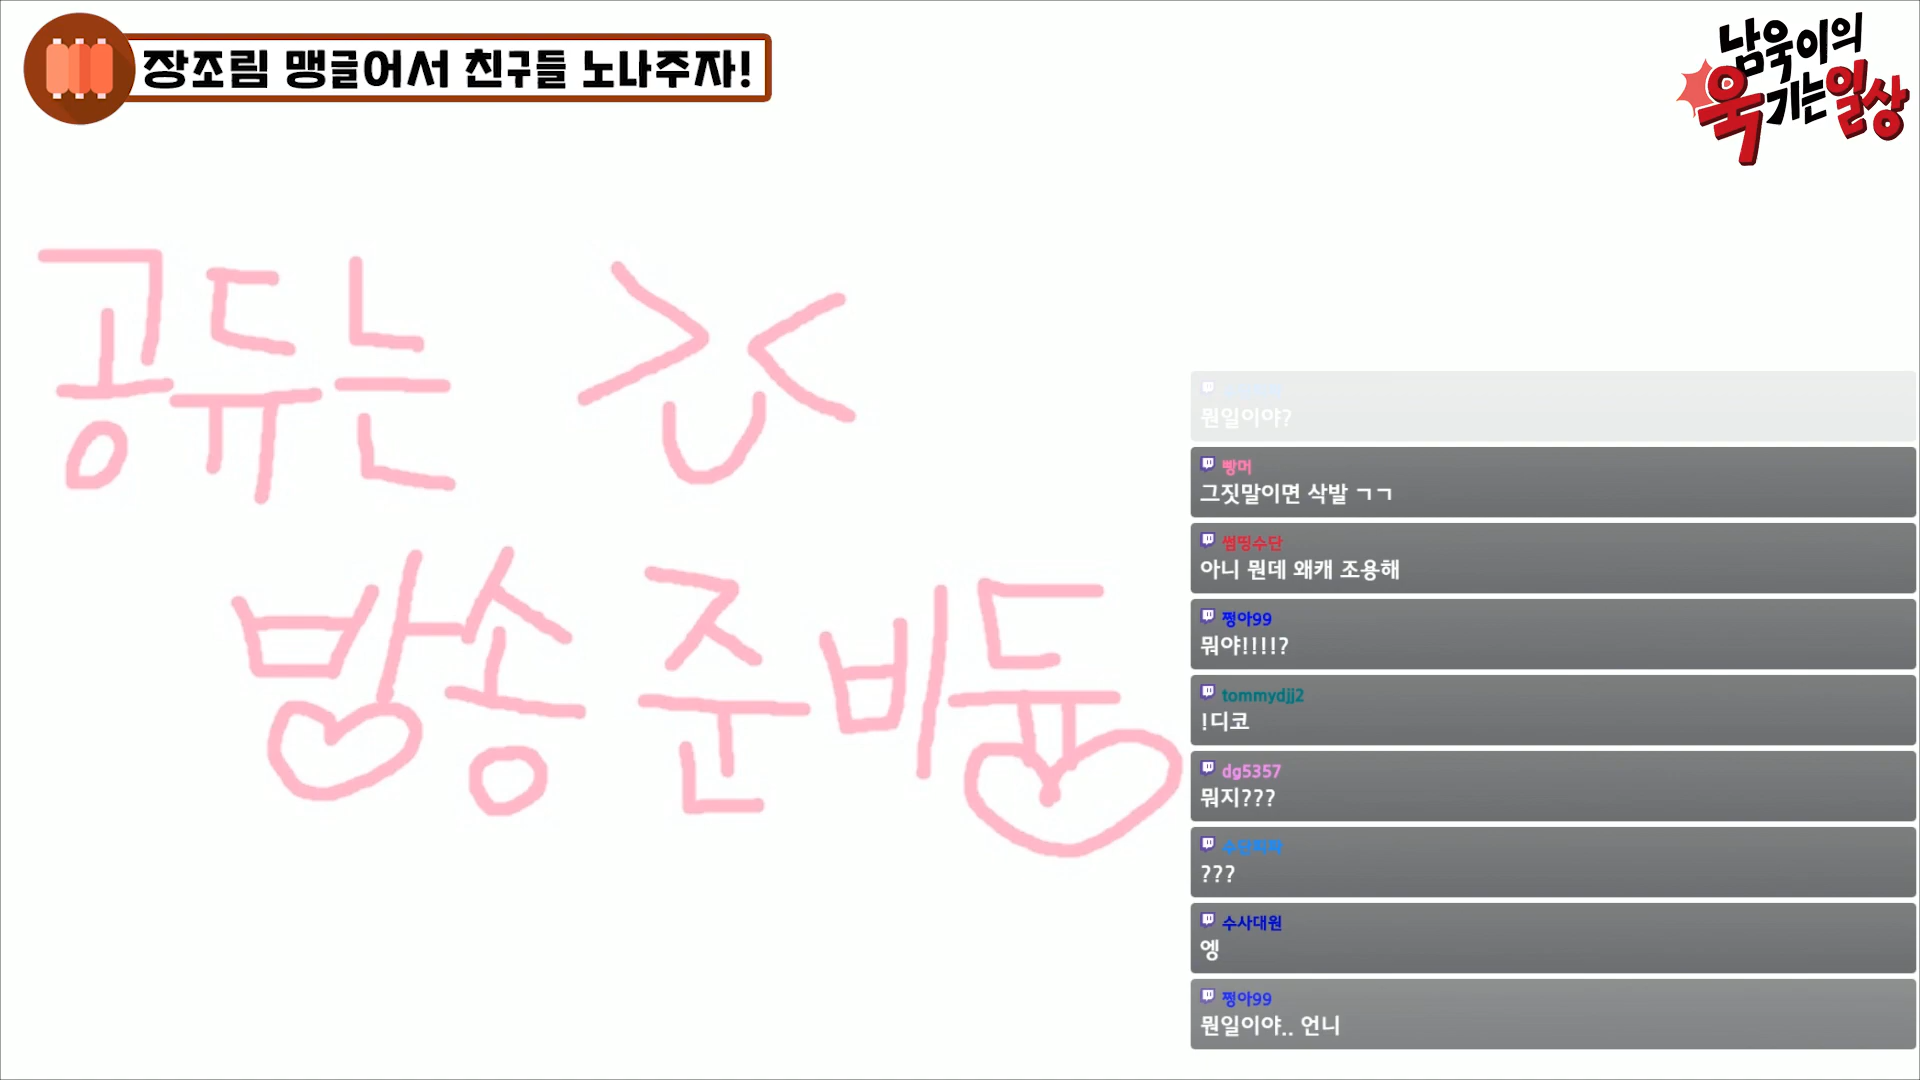 장조림 맹글어서 친구들 노나주자!
남욱이의
욱기는일상
공듀는 >U<
방송 준비듕
뭔일이야?
빵머
그짓말이면 삭발 ㄱㄱ
썸띵수단
아니 뭔데 왜캐 조용해
쩡아99
뭐야!!!!?
tommydjj2
!디코
dg5357
뭐지???
???
수사대원
엥
쩡아99
뭔일이야.. 언니